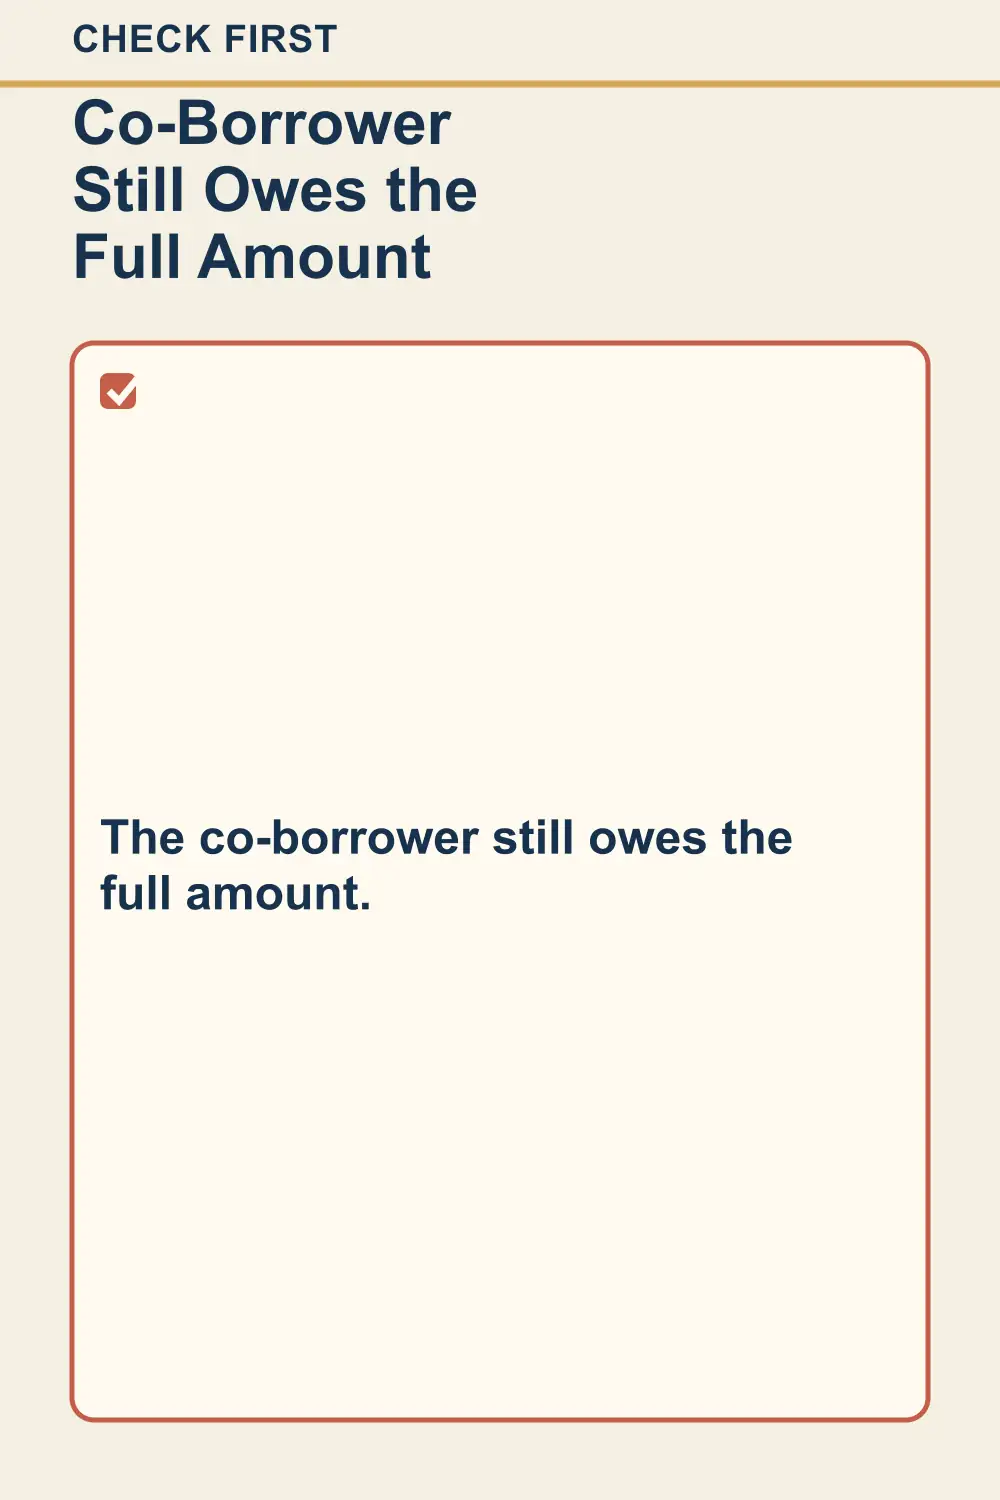 CHECK FIRST
Co-Borrower
Still Owes the
Full Amount
The co-borrower still owes the
full amount.